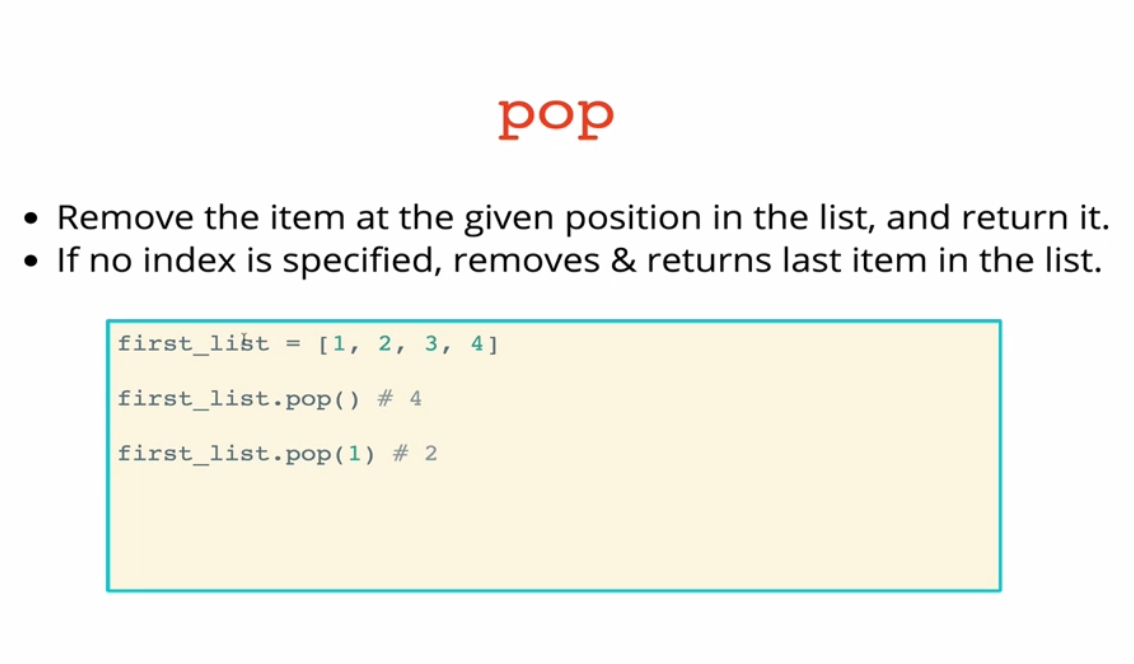 pop
• Remove the item at the given position in the list, and return it.
• If no index is specified, removes & returns last item in the list.
first_list = [1, 2, 3, 4]
first_list.pop() # 4
first_list.pop(1) # 2